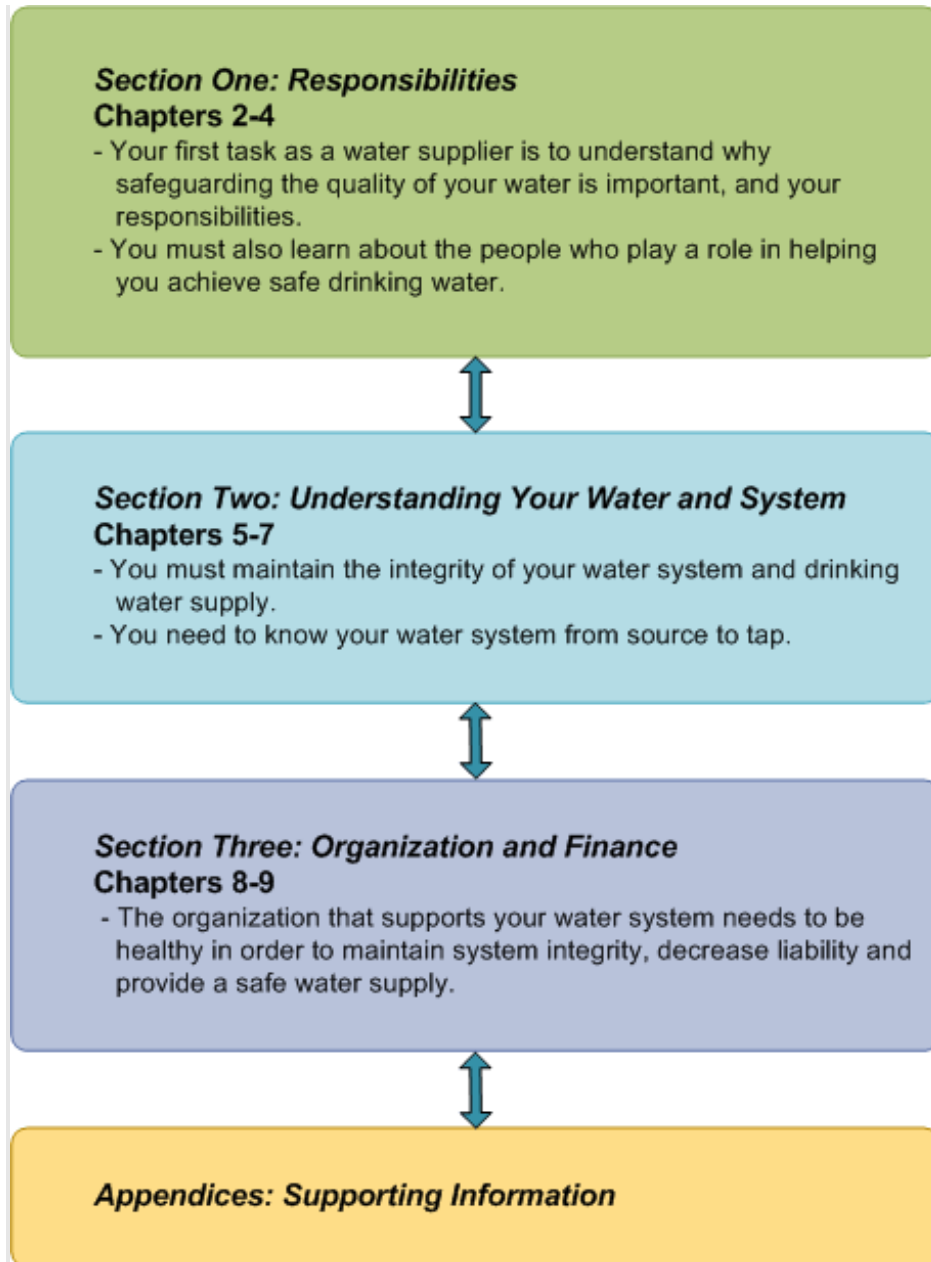 Section One: Responsibilities
Chapters 2-4
- Your first task as a water supplier is to understand why
safeguarding the quality of your water is important, and your
responsibilities.
- You must also learn about the people who play a role in helping
you achieve safe drinking water.
Section Two: Understanding Your Water and System
Chapters 5-7
- You must maintain the integrity of your water system and drinking
water supply.
- You need to know your water system from source to tap.
Section Three: Organization and Finance
Chapters 8-9
- The organization that supports your water system needs to be
healthy in order to maintain system integrity, decrease liability and
provide a safe water supply.
Appendices: Supporting Information